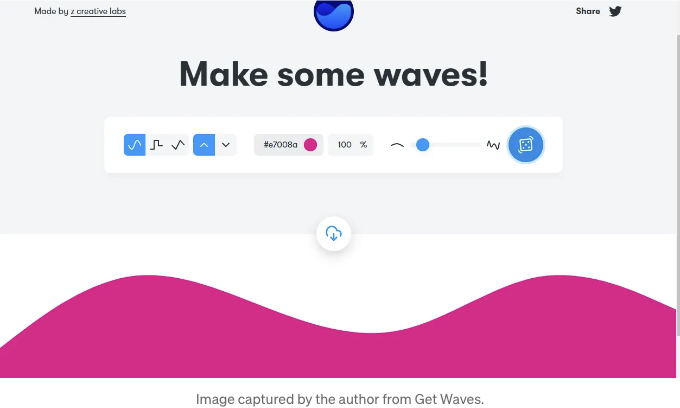 Made by z creative labs
Share
Make some waves!
#e7008a 100 %
Image captured by the author from Get Waves.